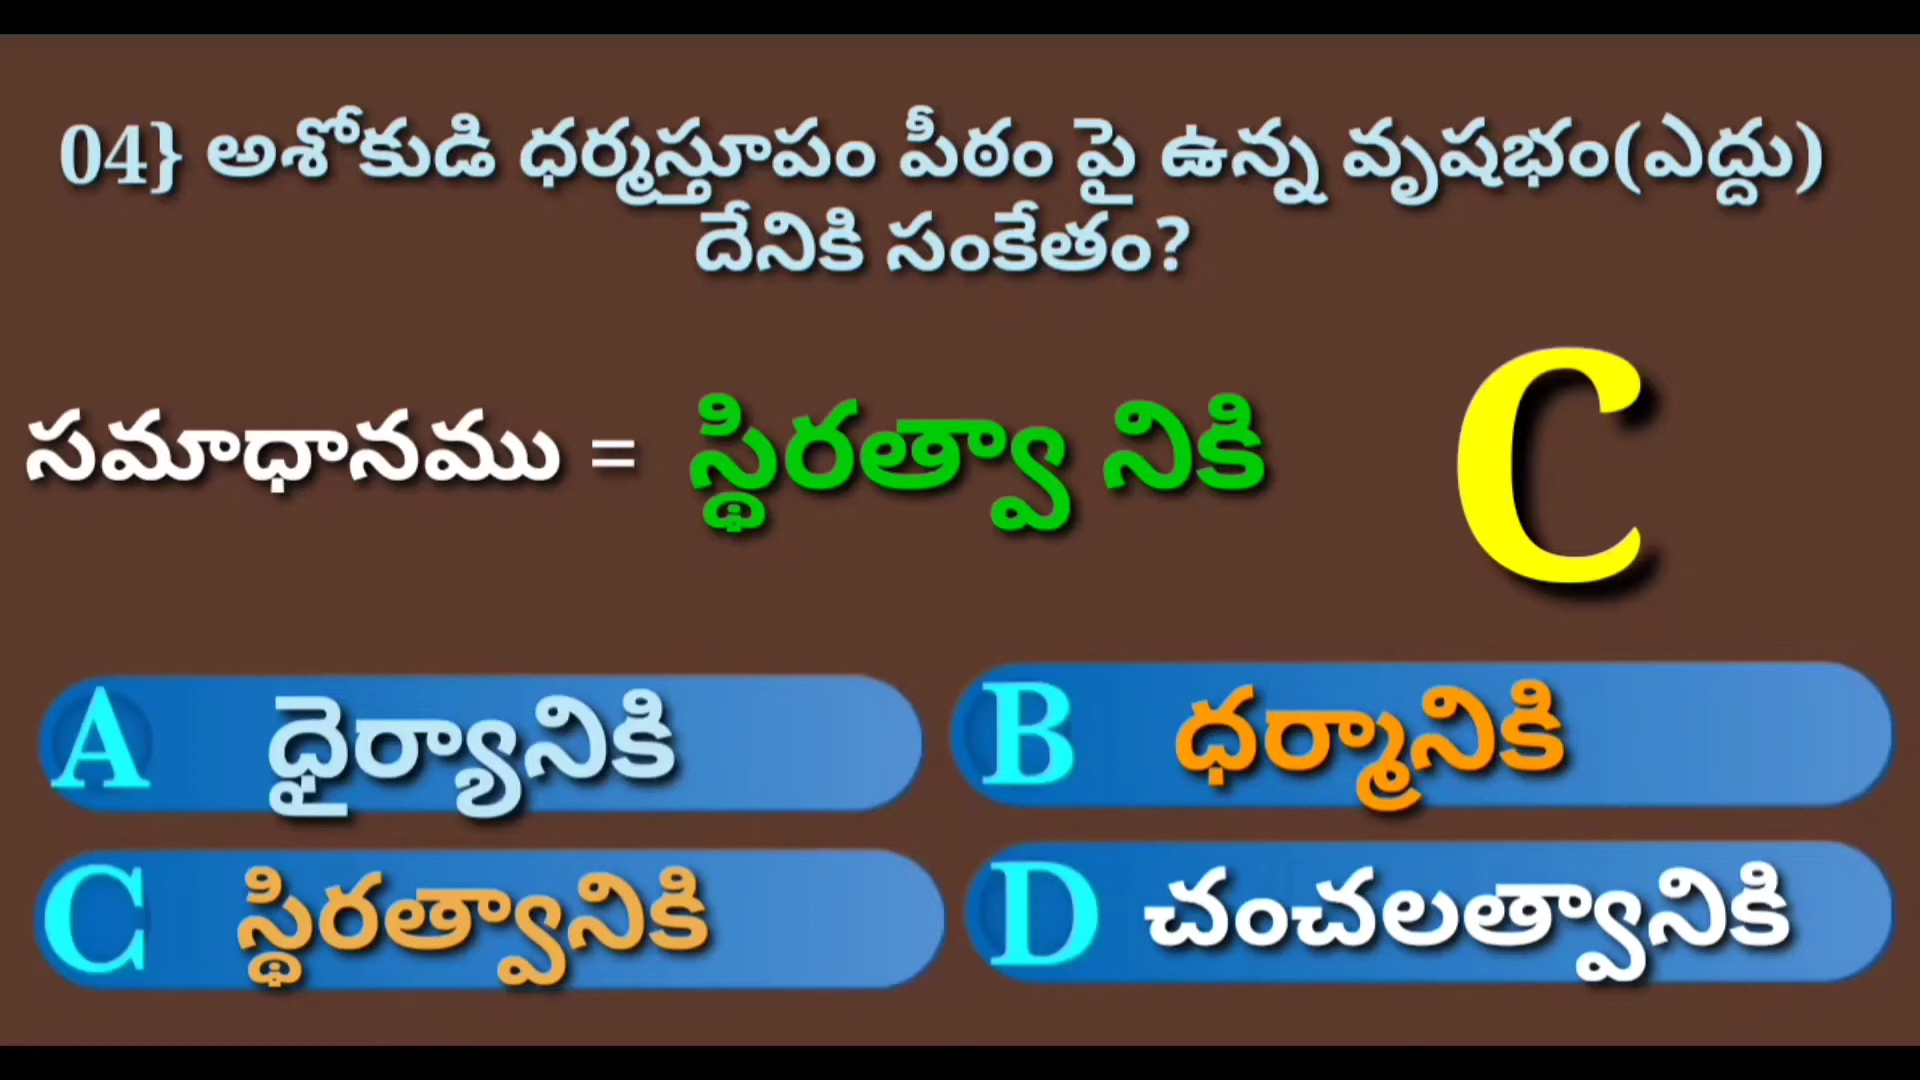 04} అశోకుడి ధర్మస్తూపం పీఠం పై ఉన్న వృషభం(ఎద్దు)
దేనికి సంకేతం?
సమాధానము = స్థిరత్వా నికి C
A ధైర్యానికి
B ధర్మానికి
C స్థిరత్వానికి
D చంచలత్వానికి